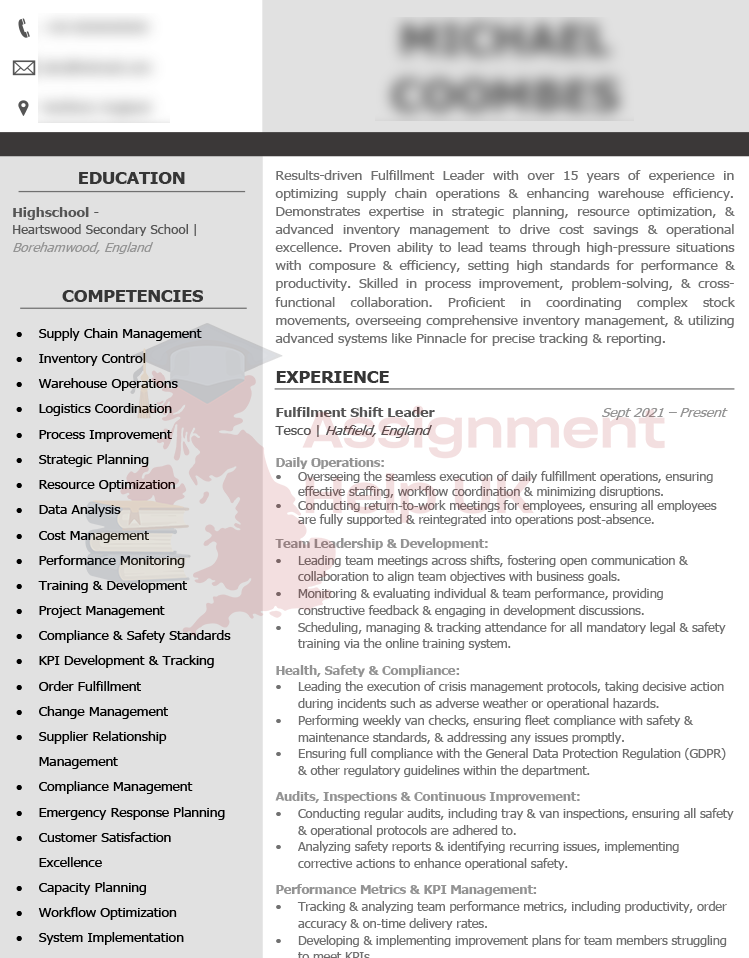 EDUCATION
Highschool -
Heartswood Secondary School |
Borehamwood, England
COMPETENCIES
• Supply Chain Management
• Inventory Control
• Warehouse Operations
• Logistics Coordination
• Process Improvement
• Strategic Planning
• Resource Optimization
• Data Analysis
• Cost Management
• Performance Monitoring
• Training & Development
• Project Management
• Compliance & Safety Standards
• KPI Development & Tracking
• Order Fulfillment
• Change Management
• Supplier Relationship
Management
• Compliance Management
• Emergency Response Planning
• Customer Satisfaction
Excellence
• Capacity Planning
• Workflow Optimization
• System Implementation
Results-driven Fulfillment Leader with over 15 years of experience in
optimizing supply chain operations & enhancing warehouse efficiency.
Demonstrates expertise in strategic planning, resource optimization, &
advanced inventory management to drive cost savings & operational
excellence. Proven ability to lead teams through high-pressure situations
with composure & efficiency, setting high standards for performance &
productivity. Skilled in process improvement, problem-solving, & cross-
functional collaboration. Proficient in coordinating complex stock
movements, overseeing comprehensive inventory management, & utilizing
advanced systems like Pinnacle for precise tracking & reporting.
EXPERIENCE
Fulfilment Shift Leader Sept 2021 – Present
Tesco | Hatfield, England
Daily Operations:
• Overseeing the seamless execution of daily fulfillment operations, ensuring
effective staffing, workflow coordination & minimizing disruptions.
• Conducting return-to-work meetings for employees, ensuring all employees
are fully supported & reintegrated into operations post-absence.
Team Leadership & Development:
• Leading team meetings across shifts, fostering open communication &
collaboration to align team objectives with business goals.
• Monitoring & evaluating individual & team performance, providing
constructive feedback & engaging in development discussions.
• Scheduling, managing & tracking attendance for all mandatory legal & safety
training via the online training system.
Health, Safety & Compliance:
• Leading the execution of crisis management protocols, taking decisive action
during incidents such as adverse weather or operational hazards.
• Performing weekly van checks, ensuring fleet compliance with safety &
maintenance standards, & addressing any issues promptly.
• Ensuring full compliance with the General Data Protection Regulation (GDPR)
& other regulatory guidelines within the department.
Audits, Inspections & Continuous Improvement:
• Conducting regular audits, including tray & van inspections, ensuring all safety
& operational protocols are adhered to.
• Analyzing safety reports & identifying recurring issues, implementing
corrective actions to enhance operational safety.
Performance Metrics & KPI Management:
• Tracking & analyzing team performance metrics, including productivity, order
accuracy & on-time delivery rates.
• Developing & implementing improvement plans for team members struggling
to meet KPIs.
Assignment
Help UK